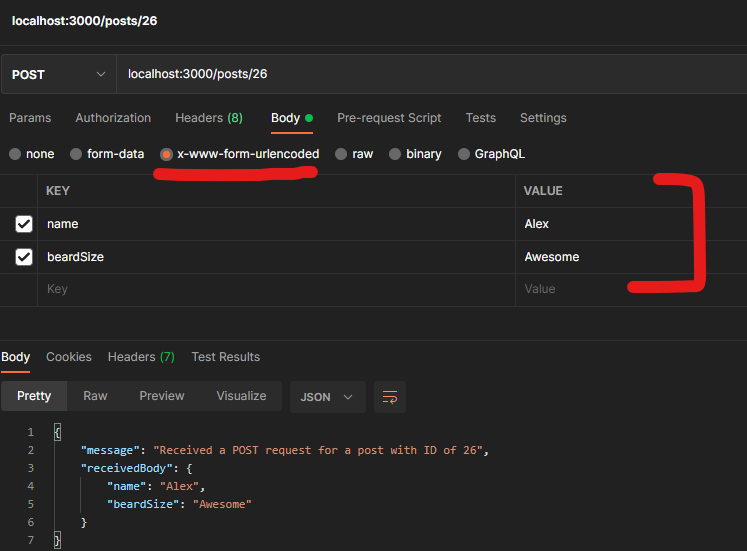 localhost:3000/posts/26
POST localhost:3000/posts/26
Params Authorization Headers (8) Body Pre-request Script Tests Settings
none form-data x-www-form-urlencoded raw binary GraphQL
KEY VALUE
name Alex
beardSize Awesome
Key Value
Body Cookies Headers (7) Test Results
Pretty Raw Preview Visualize JSON
1 {
2 "message": "Received a POST request for a post with ID of 26",
3 "receivedBody": {
4 "name": "Alex",
5 "beardSize": "Awesome"
6 }
7 }